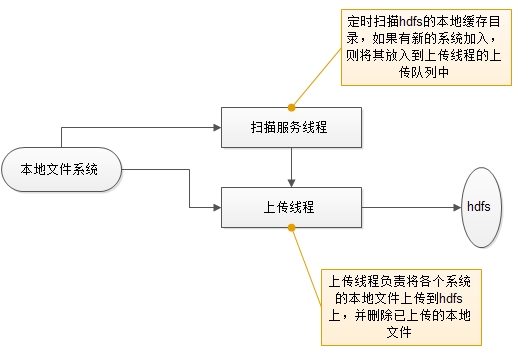 定时扫描hdfs的本地缓存目
录，如果有新的系统加入，
则将其放入到上传线程的上
传队列中
扫描服务线程
本地文件系统
上传线程
hdfs
上传线程负责将各个系统
的本地文件上传到hdfs
上，并删除已上传的本地
文件